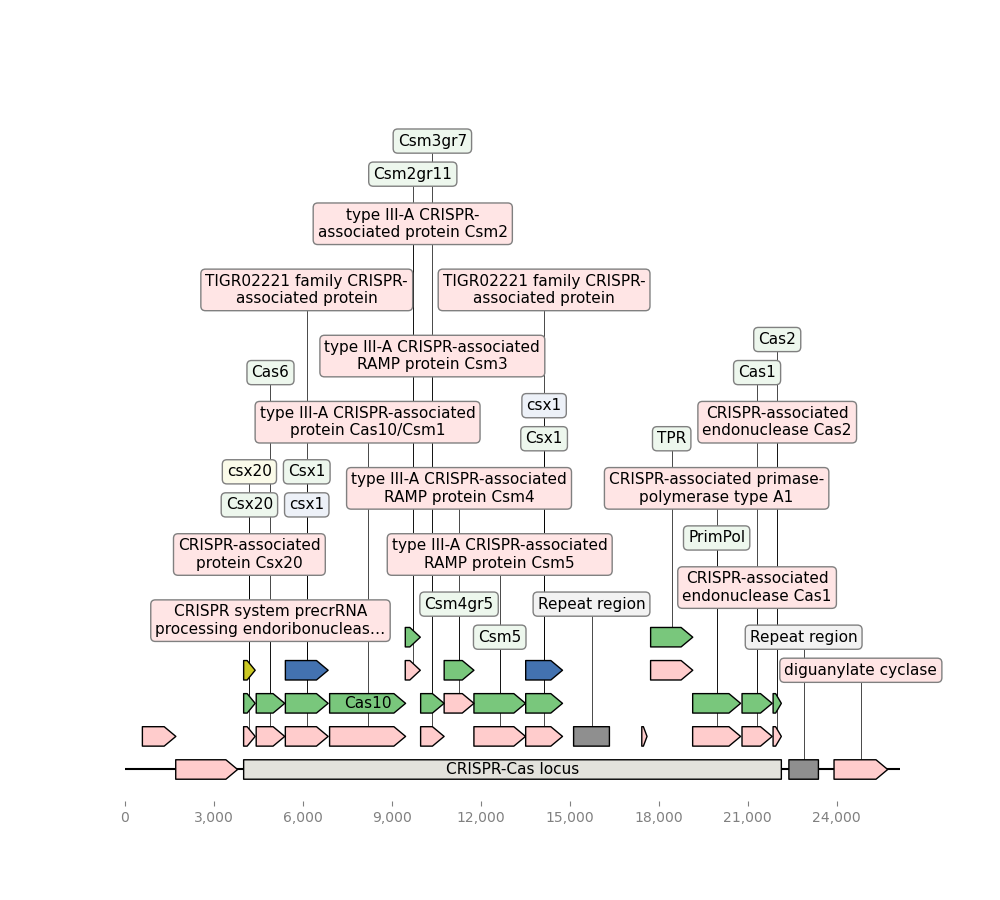 Csm3gr7
Csm2gr11
type III-A CRISPR-
associated protein Csm2
TIGR02221 family CRISPR-
associated protein
TIGR02221 family CRISPR-
associated protein
Cas2
type III-A CRISPR-associated
RAMP protein Csm3
Cas6
Cas1
csx1
type III-A CRISPR-associated
protein Cas10/Csm1
CRISPR-associated
endonuclease Cas2
Csx1
TPR
csx20
Csx1
type III-A CRISPR-associated
RAMP protein Csm4
CRISPR-associated primase-
polymerase type A1
Csx20
csx1
PrimPol
CRISPR-associated
protein Csx20
type III-A CRISPR-associated
RAMP protein Csm5
CRISPR-associated
endonuclease Cas1
Csm4gr5
Repeat region
CRISPR system precrRNA
processing endoribonucleas...
Csm5
Repeat region
diguanylate cyclase
Cas10
CRISPR-Cas locus
0
3,000
6,000
9,000
12,000
15,000
18,000
21,000
24,000